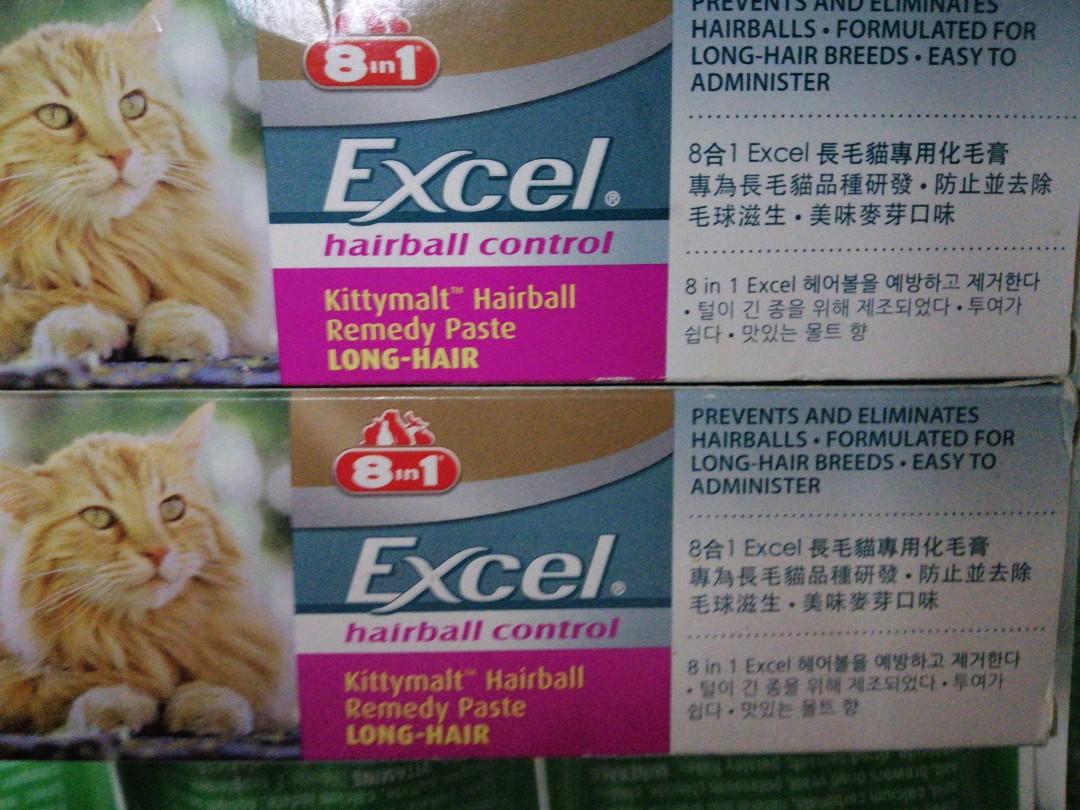 PREVENTS AND ELIMINATES
HAIRBALLS • FORMULATED FOR
LONG-HAIR BREEDS • EASY TO
ADMINISTER
8in1®
Excel®
hairball control
Kittymalt™ Hairball
Remedy Paste
LONG-HAIR
8合1 Excel 長毛貓專用化毛膏
專為長毛貓品種研發 • 防止並去除
毛球滋生 • 美味麥芽口味
8 in 1 Excel 헤어볼을 예방하고 제거한다
• 털이 긴 종을 위해 제조되었다 • 투여가
쉽다 • 맛있는 몰트 향
8in1®
Excel®
hairball control
Kittymalt™ Hairball
Remedy Paste
LONG-HAIR
PREVENTS AND ELIMINATES
HAIRBALLS • FORMULATED FOR
LONG-HAIR BREEDS • EASY TO
ADMINISTER
8合1 Excel 長毛貓專用化毛膏
專為長毛貓品種研發 • 防止並去除
毛球滋生 • 美味麥芽口味
8 in 1 Excel 헤어볼을 예방하고 제거한다
• 털이 긴 종을 위해 제조되었다 • 투여가
쉽다 • 맛있는 몰트 향
VITAMINS